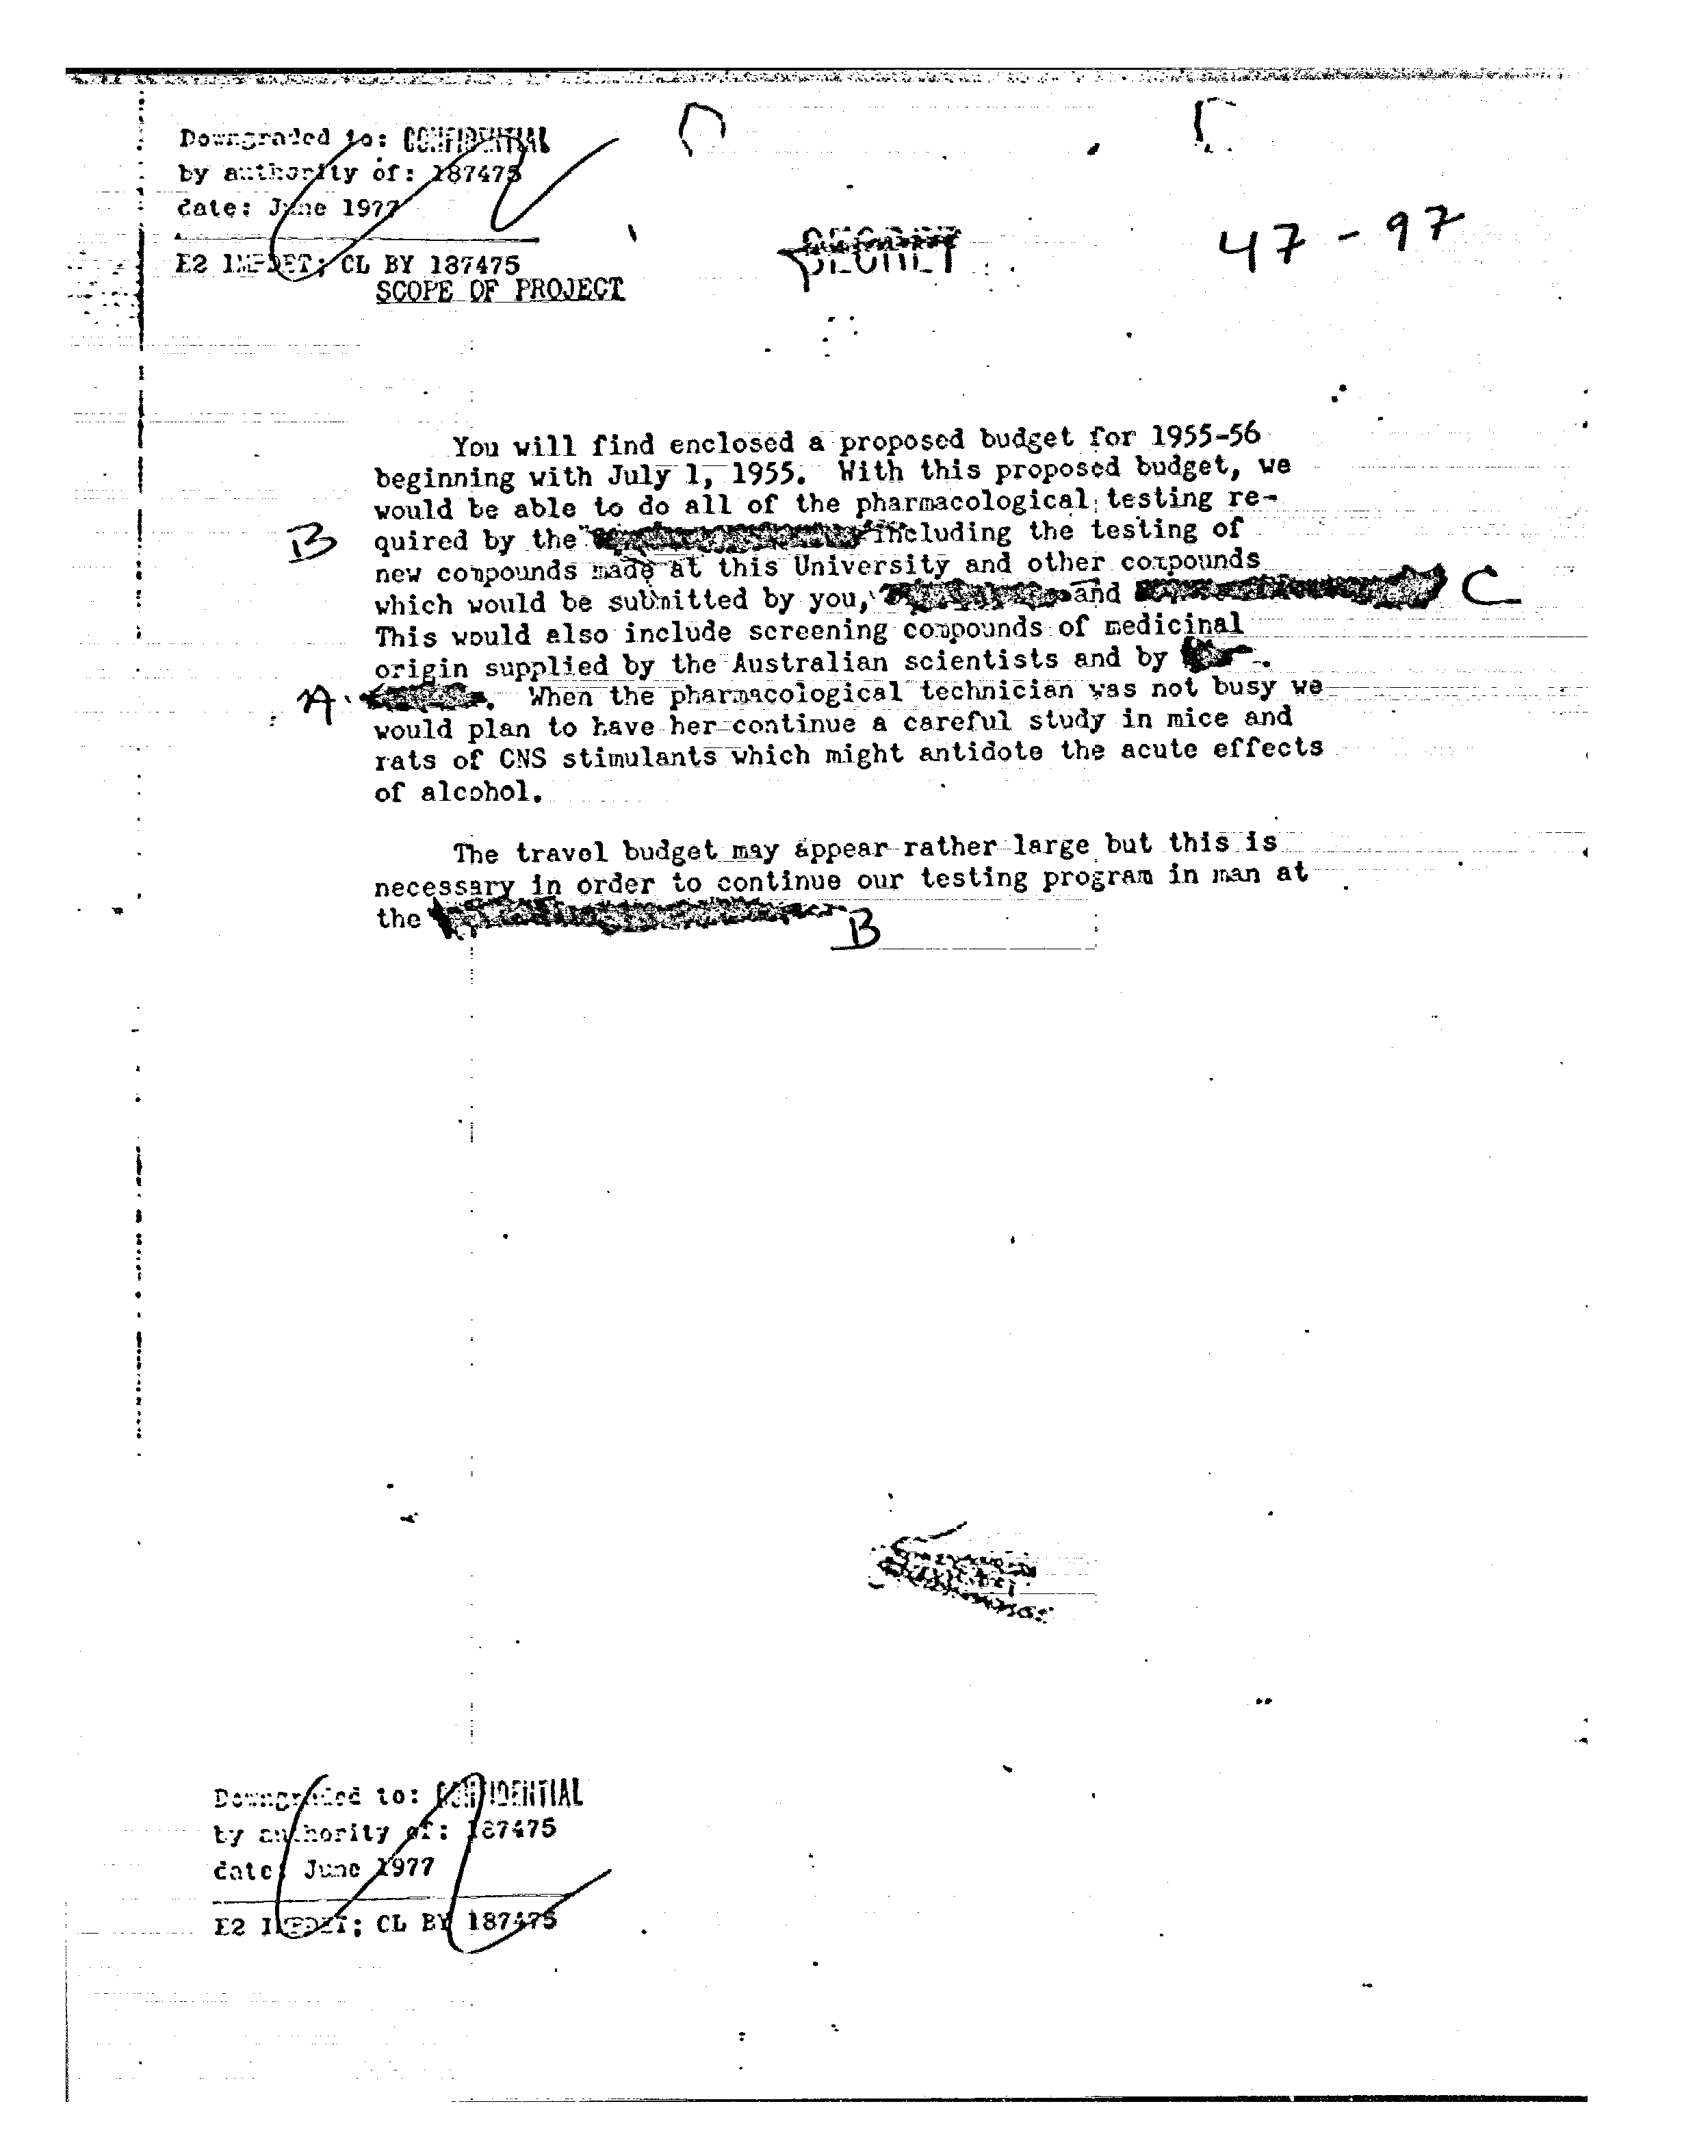 Downgraded to: CONFIDENTIAL
by authority of: 187475
date: June 1977
E2 IMPDET; CL BY 187475
SECRET
47-97
SCOPE OF PROJECT
You will find enclosed a proposed budget for 1955-56
beginning with July 1, 1955. With this proposed budget, we
would be able to do all of the pharmacological testing re-
B quired by the including the testing of
new compounds made at this University and other compounds
which would be submitted by you, and C
This would also include screening compounds of medicinal
origin supplied by the Australian scientists and by
A. When the pharmacological technician was not busy we
would plan to have her continue a careful study in mice and
rats of CNS stimulants which might antidote the acute effects
of alcohol.
The travel budget may appear rather large but this is
necessary in order to continue our testing program in man at
the B
Downgraded to: CONFIDENTIAL
by authority of: 187475
date: June 1977
E2 IMPDET; CL BY 187475